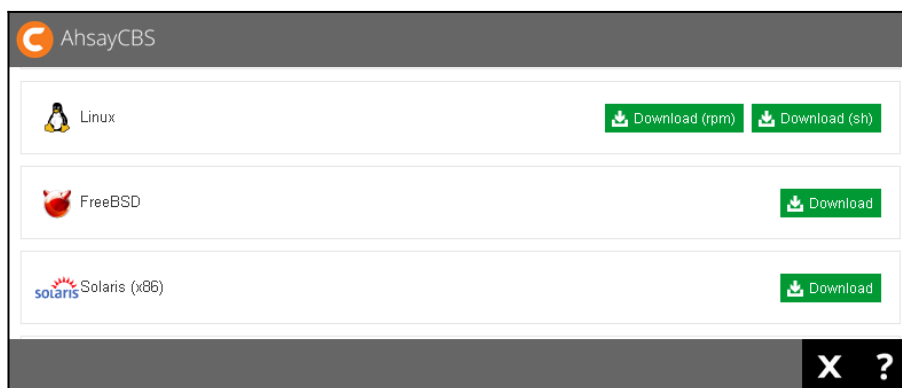 AhsayCBS
Linux
Download (rpm)
Download (sh)
FreeBSD
Download
solaris
Solaris (x86)
Download
X ?